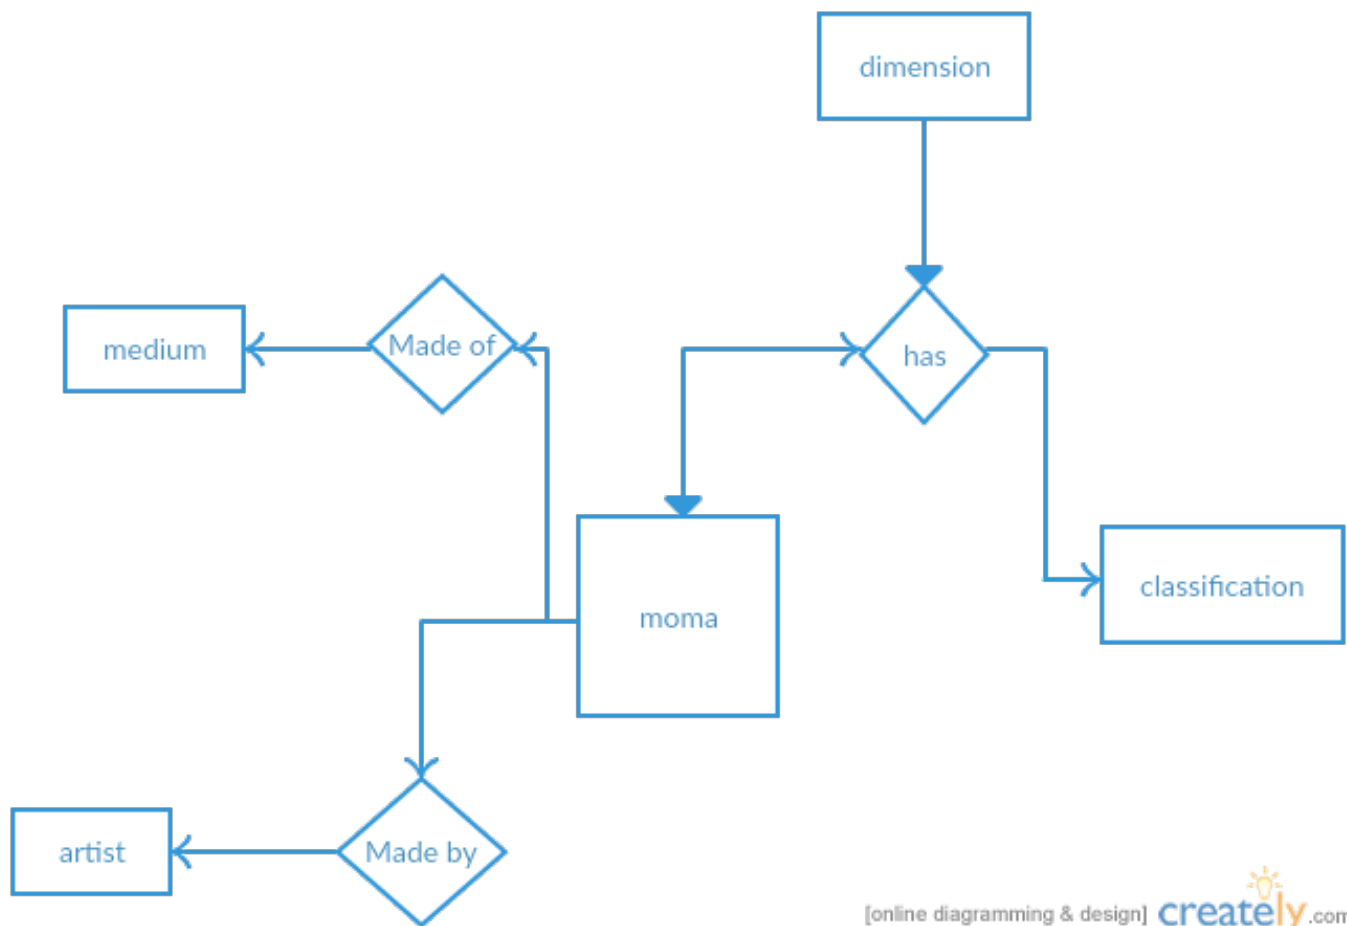 dimension
medium
Made of
has
moma
classification
artist
Made by
[online diagramming & design] creately.com